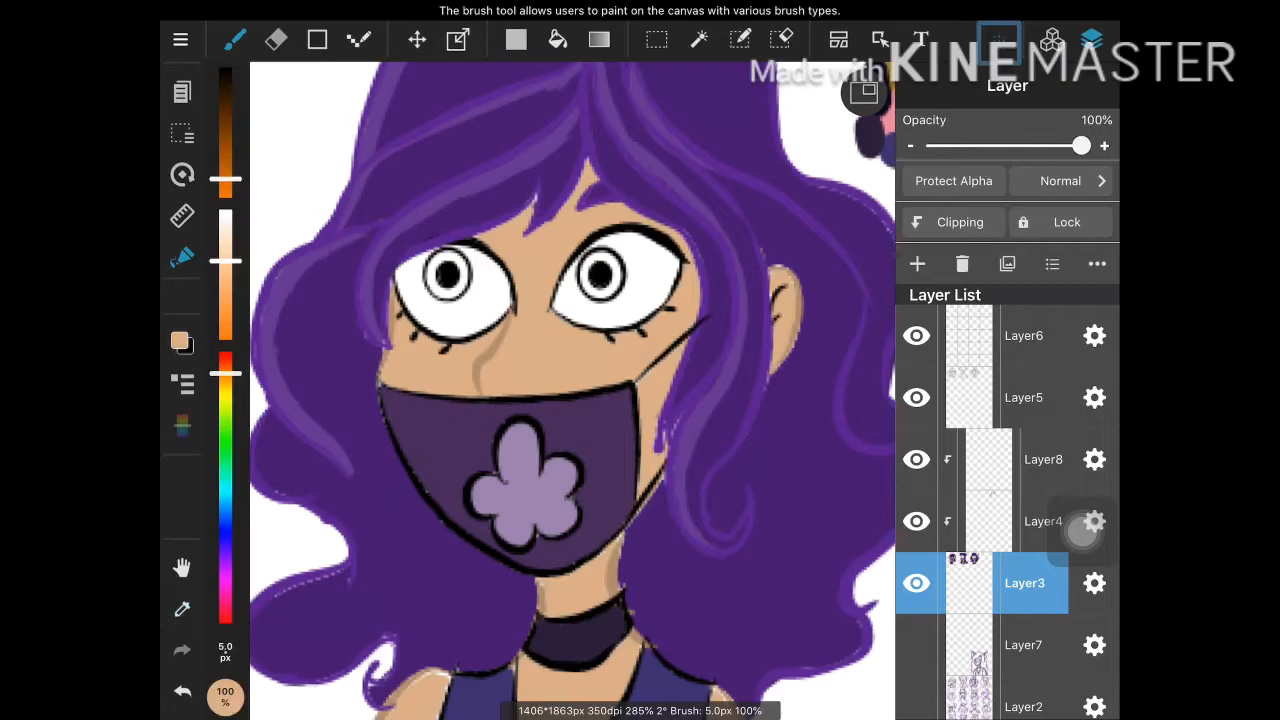 The brush tool allows users to paint on the canvas with various brush types.
T
Made with KINEMASTER
Layer
Opacity 100%
- +
Protect Alpha Normal
Clipping Lock
Layer List
Layer6
Layer5
Layer8
Layer4
Layer3
Layer7
Layer2
5.0
px
100
%
1406*1863px 350dpi 285% 2° Brush: 5.0px 100%